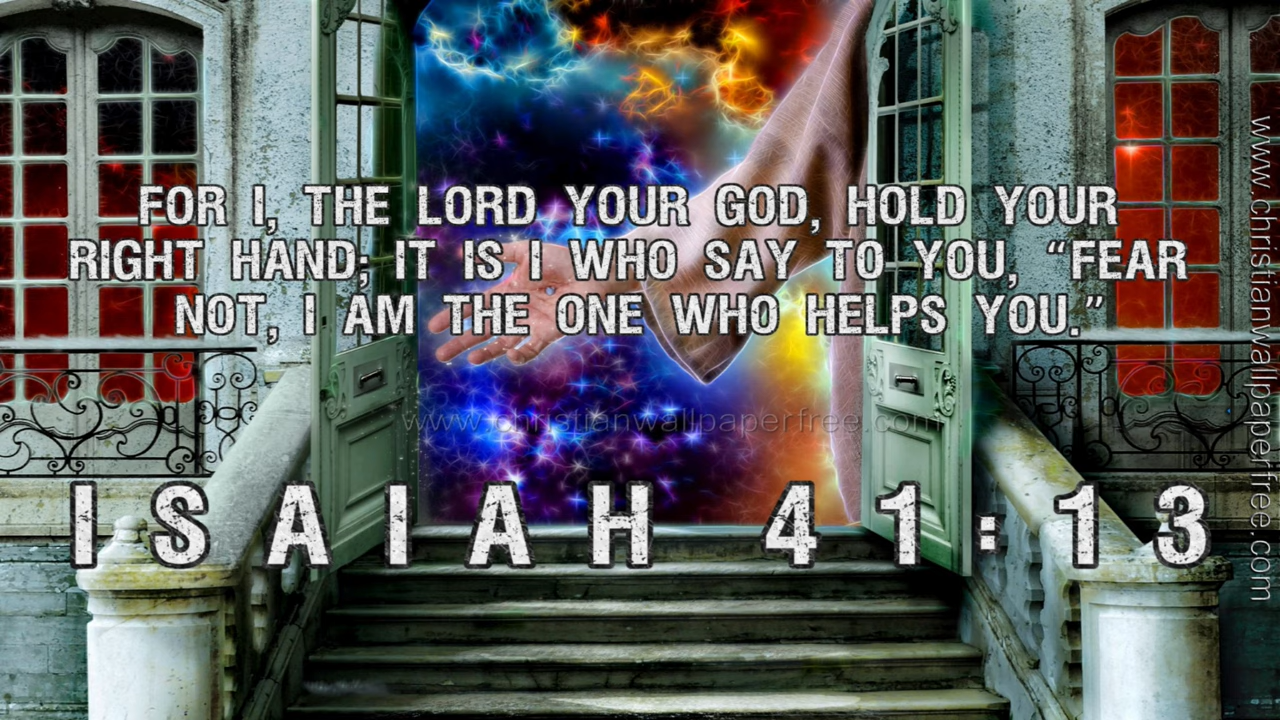 FOR I, THE LORD YOUR GOD, HOLD YOUR
RIGHT HAND; IT IS I WHO SAY TO YOU, “FEAR
NOT, I AM THE ONE WHO HELPS YOU.”
www.christianwallpaperfree.com
ISAIAH 41:13
www.christianwallpaperfree.com